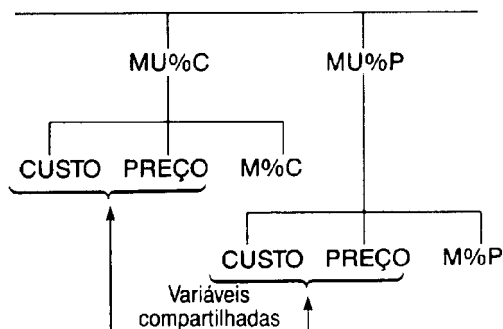 MU%C MU%P
CUSTO PREÇO M%C
CUSTO PREÇO M%P
Variáveis
compartilhadas